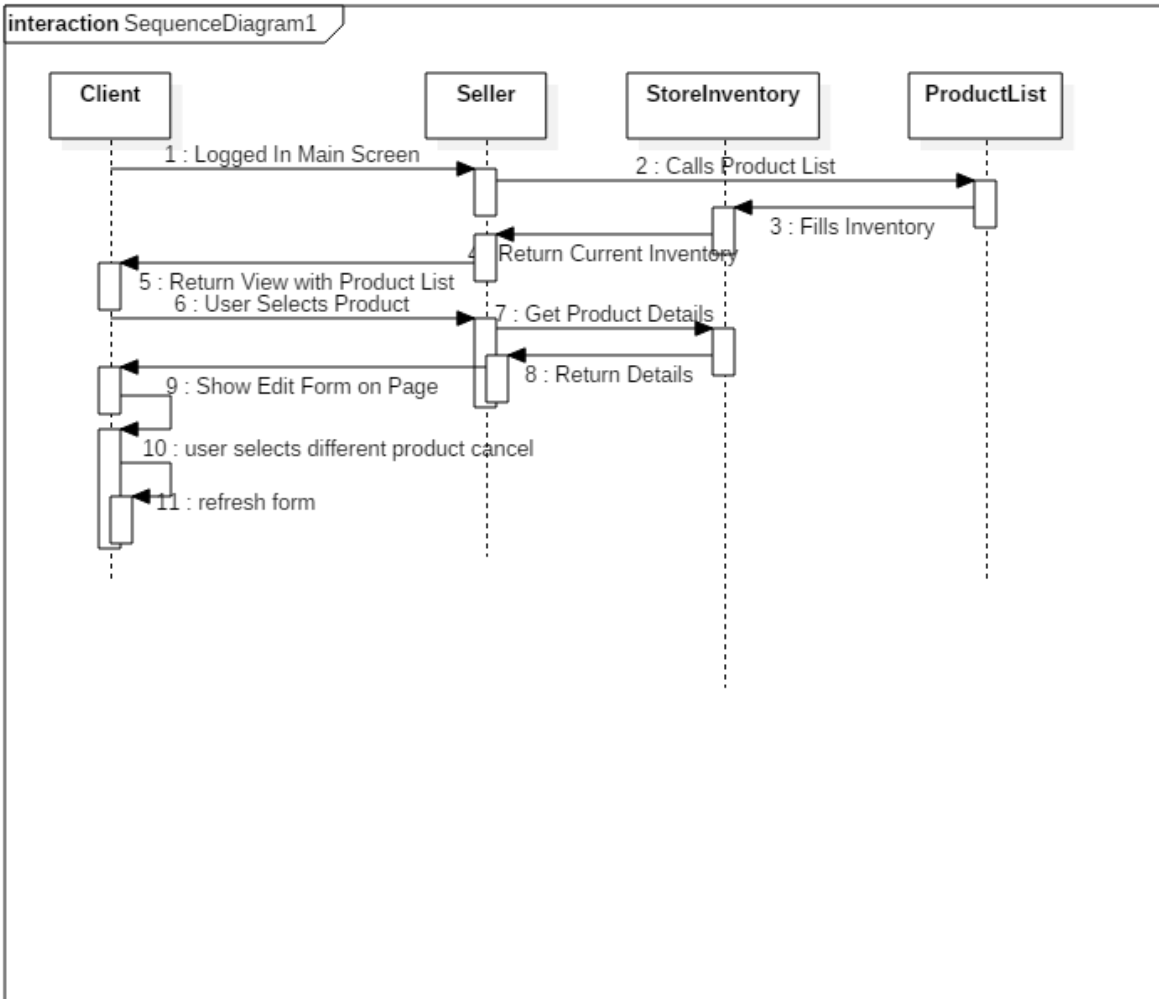 interaction SequenceDiagram1
Client
Seller
StoreInventory
ProductList
1 : Logged In Main Screen
2 : Calls Product List
3 : Fills Inventory
4 : Return Current Inventory
5 : Return View with Product List
6 : User Selects Product
7 : Get Product Details
8 : Return Details
9 : Show Edit Form on Page
10 : user selects different product cancel
11 : refresh form